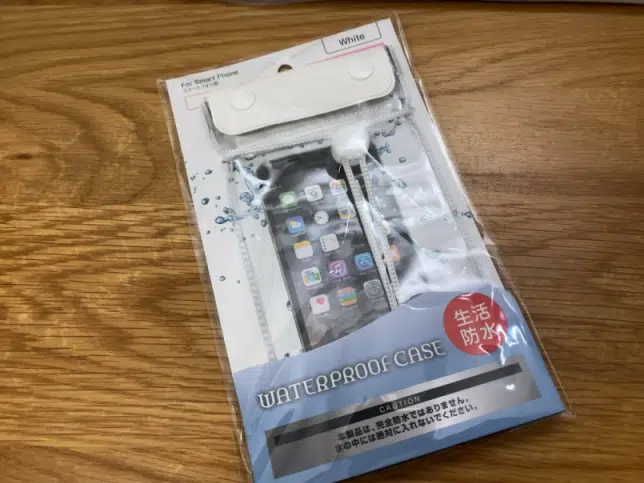 White
For Smart Phone
生活
防水
WATERPROOF CASE
CAUTION
本製品は、完全防水ではありません。
水の中には絶対に入れないでください。